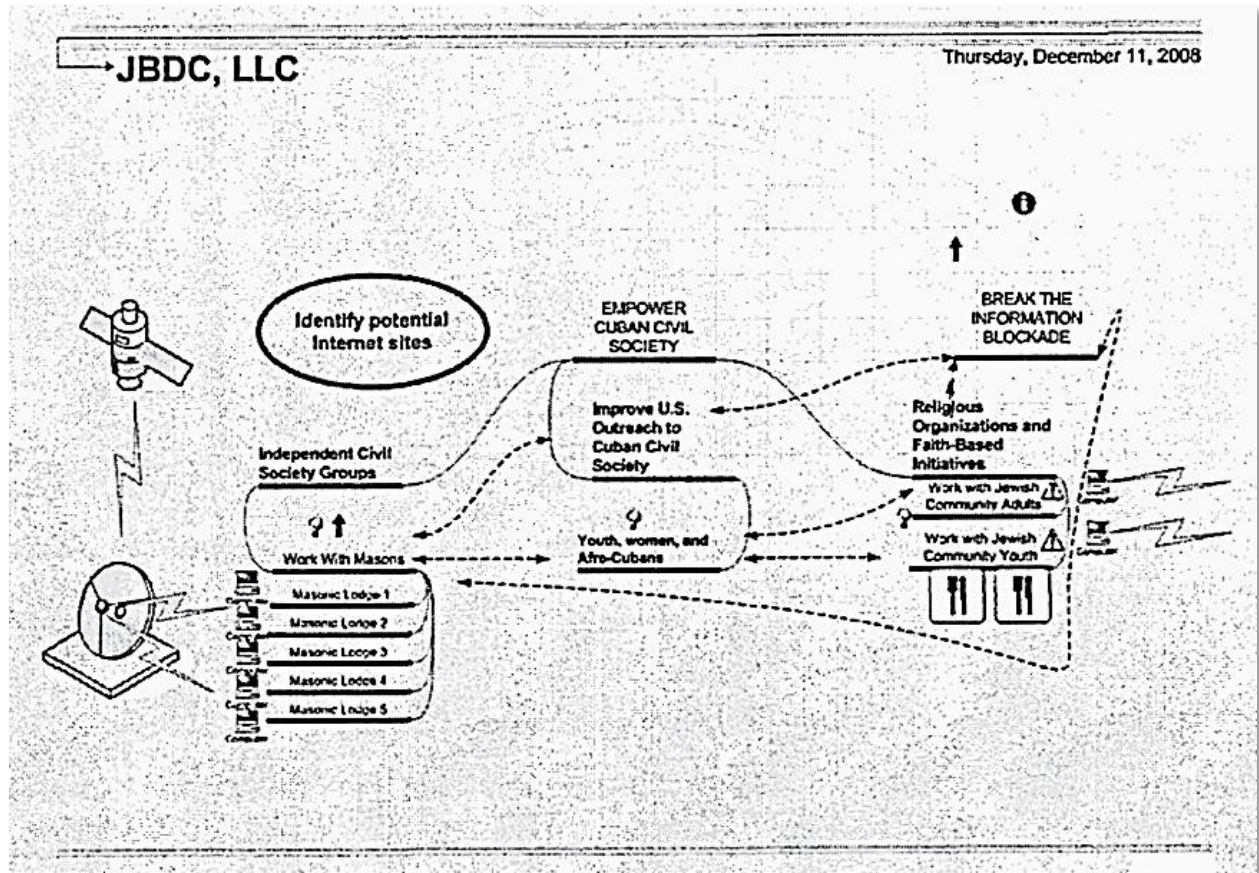 JBDC, LLC
Thursday, December 11, 2008
Identify potential
Internet sites
EMPOWER
CUBAN CIVIL
SOCIETY
BREAK THE
INFORMATION
BLOCKADE
Independent Civil
Society Groups
Improve U.S.
Outreach to
Cuban Civil
Society
Religious
Organizations and
Faith-Based
Initiatives
Work With Masons
Youth, women, and
Afro-Cubans
Work with Jewish
Community Adults
Computer
Work with Jewish
Community Youth
Computer
Masonic Lodge 1
Masonic Lodge 2
Masonic Lodge 3
Masonic Lodge 4
Masonic Lodge 5
Computer